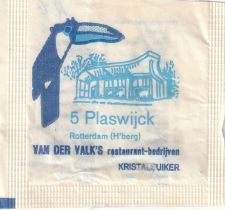 5 Plaswijck
Rotterdam (H'berg)
VAN DER VALK'S restaurant-bedrijven
KRISTALSUIKER